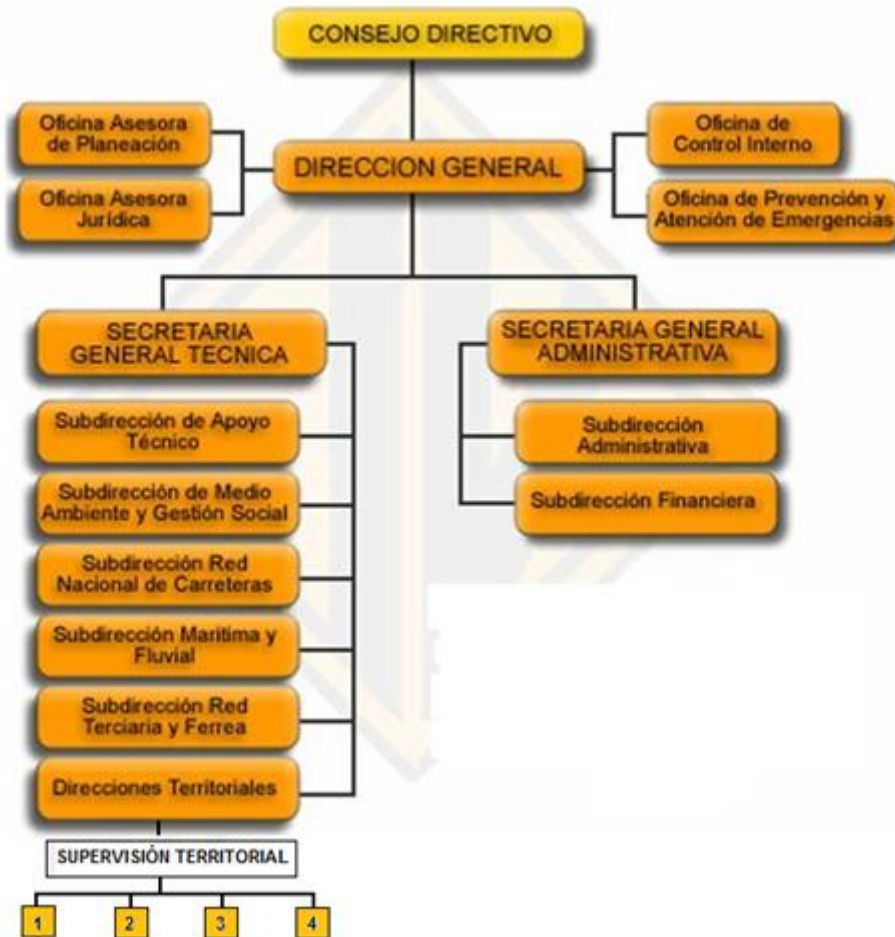 CONSEJO DIRECTIVO
Oficina Asesora
de Planeación
Oficina de
Control Interno
DIRECCION GENERAL
Oficina Asesora
Jurídica
Oficina de Prevención y
Atención de Emergencias
SECRETARIA
GENERAL TECNICA
SECRETARIA GENERAL
ADMINISTRATIVA
Subdirección de Apoyo
Técnico
Subdirección
Administrativa
Subdirección de Medio
Ambiente y Gestión Social
Subdirección Financiera
Subdirección Red
Nacional de Carreteras
Subdirección Marítima y
Fluvial
Subdirección Red
Terciaria y Ferrea
Direcciones Territoriales
SUPERVISIÓN TERRITORIAL
1 2 3 4